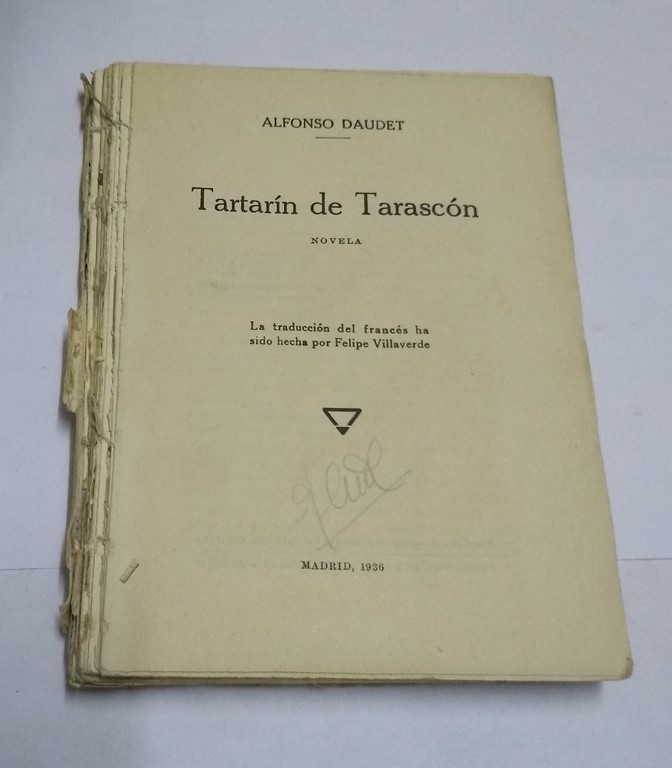 ALFONSO DAUDET
Tartarín de Tarascón
NOVELA
La traducción del francés ha
sido hecha por Felipe Villaverde
MADRID, 1936